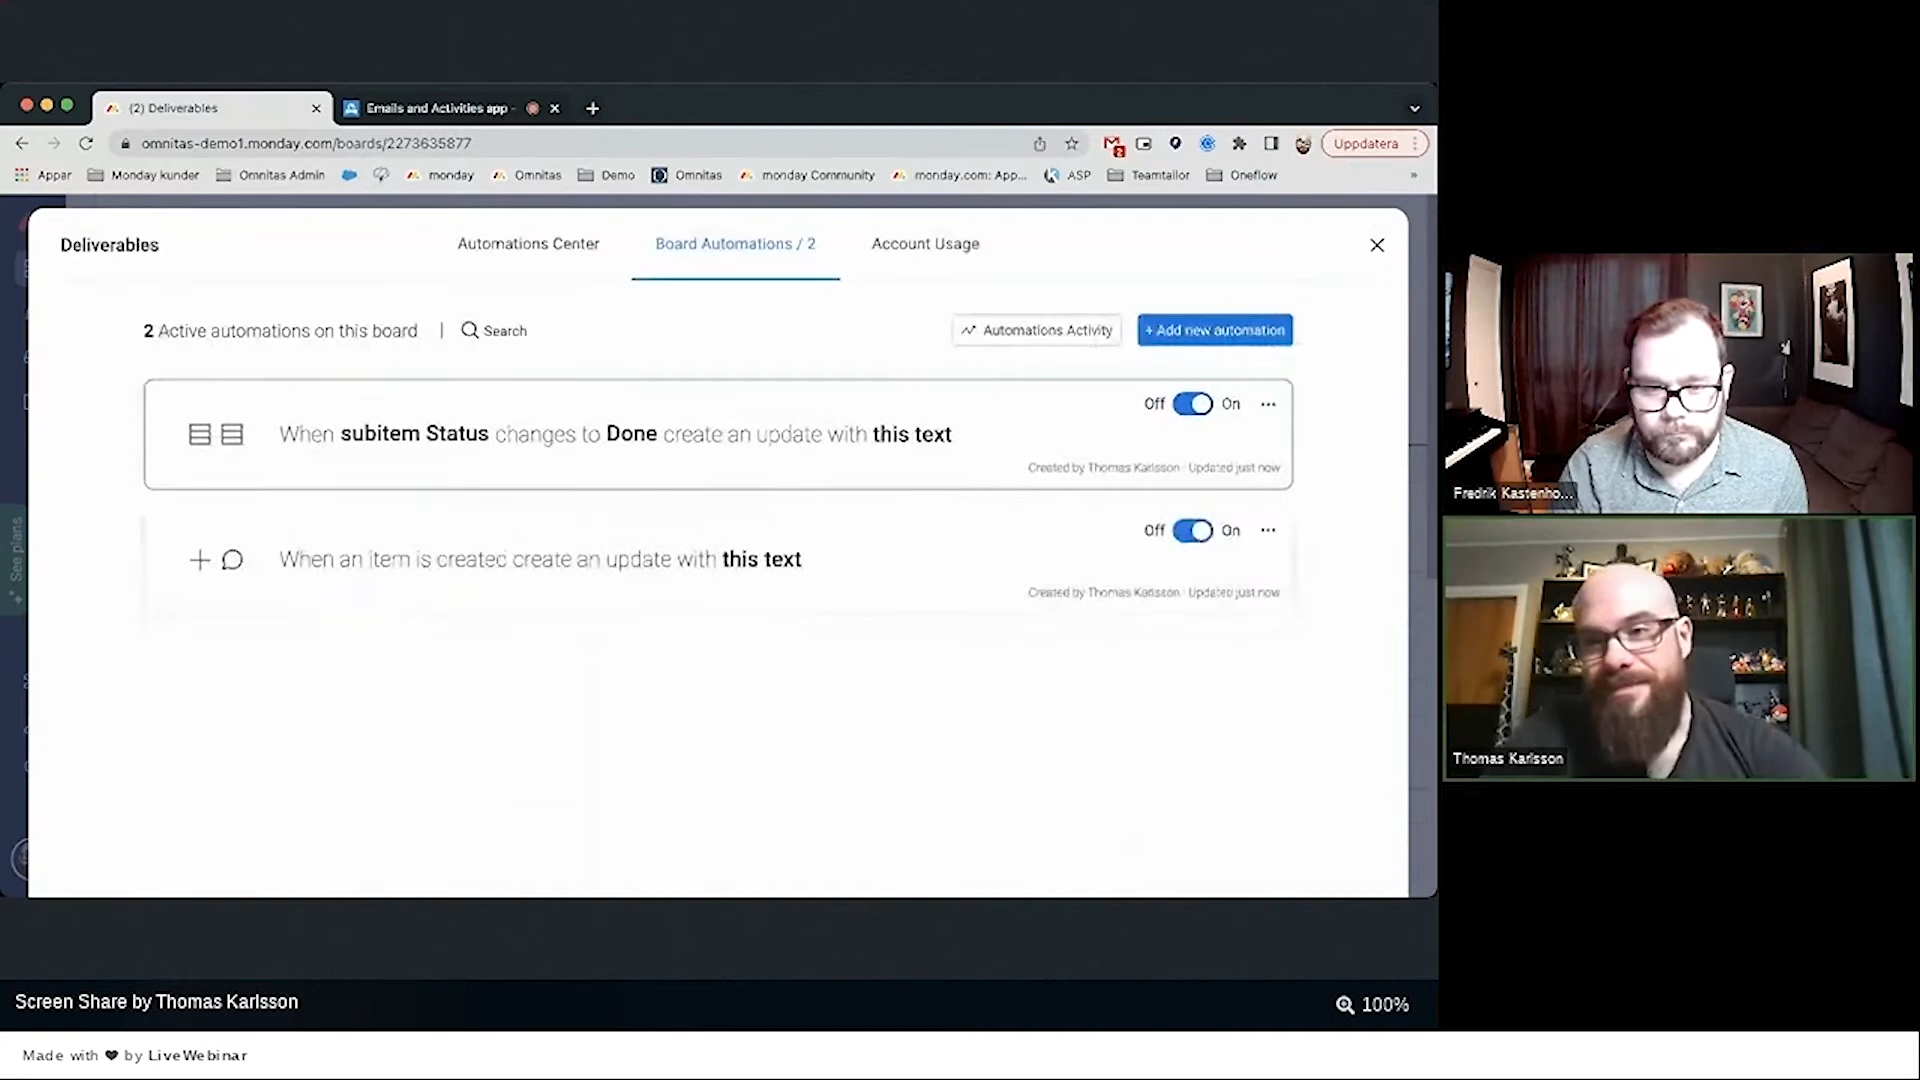 (2) Deliverables
Emails and Activities app -
omnitas-demo1.monday.com/boards/2273635877
2
Uppdatera
Appar
Monday kunder
Omnitas Admin
monday
Omnitas
Demo
Omnitas
monday Community
monday.com: App...
ASP
Teamtailor
Oneflow
»
Deliverables
Automations Center
Board Automations / 2
Account Usage
2 Active automations on this board
Search
Automations Activity
+ Add new automation
Off
On
When subitem Status changes to Done create an update with this text
Created by Thomas Karlsson · Updated just now
Off
On
When an item is created create an update with this text
Created by Thomas Karlsson · Updated just now
See plans
Fredrik Kastenho...
Thomas Karlsson
Screen Share by Thomas Karlsson
100%
Made with ❤ by LiveWebinar